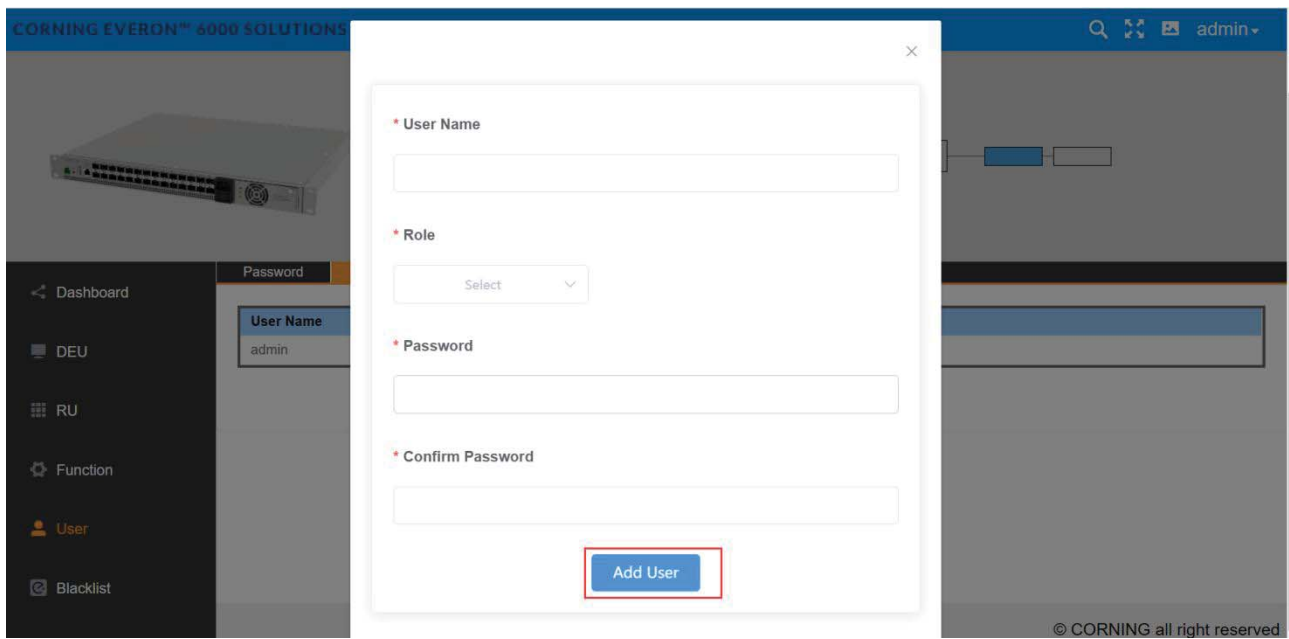 CORNING EVERON™ 6000 SOLUTIONS
admin
* User Name
* Role
Select
Password
Dashboard
User Name
admin
* Password
DEU
RU
* Confirm Password
Function
User
Add User
Blacklist
© CORNING all right reserved